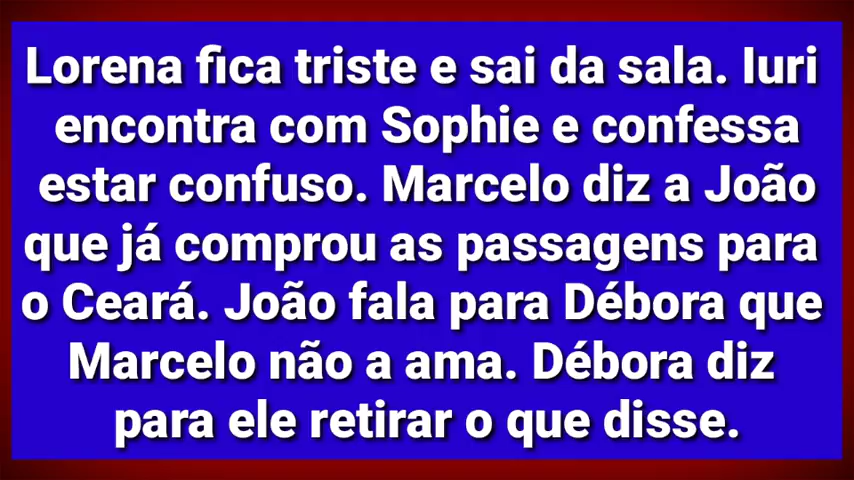 Lorena fica triste e sai da sala. Iuri
encontra com Sophie e confessa
estar confuso. Marcelo diz a João
que já comprou as passagens para
o Ceará. João fala para Débora que
Marcelo não a ama. Débora diz
para ele retirar o que disse.